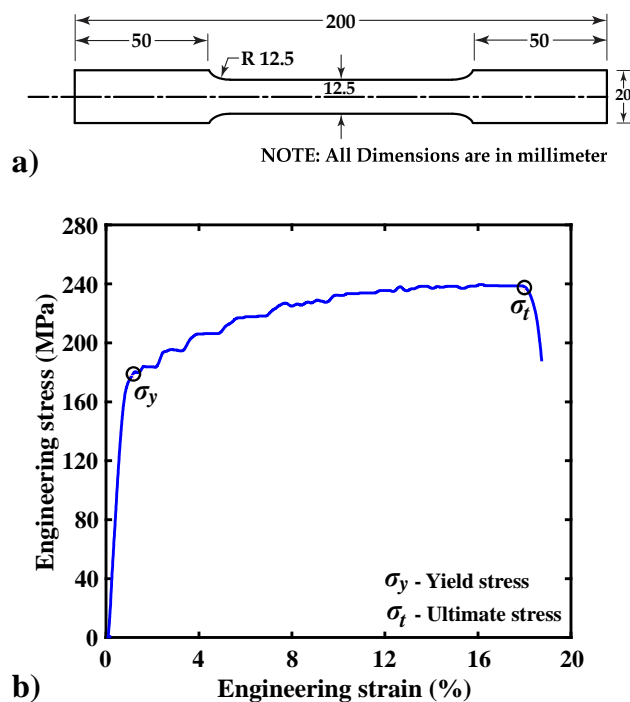 200
50
50
R 12.5
12.5
20
NOTE: All Dimensions are in millimeter
a)
280
240
200
160
120
80
40
0
Engineering stress (MPa)
σy
σt
σy - Yield stress
σt - Ultimate stress
0 4 8 12 16 20
Engineering strain (%)
b)